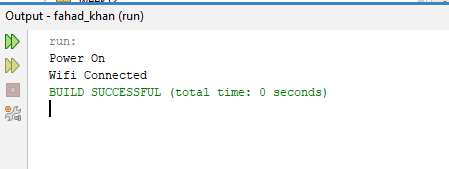 Output - fahad_khan (run)
run:
Power On
Wifi Connected
BUILD SUCCESSFUL (total time: 0 seconds)